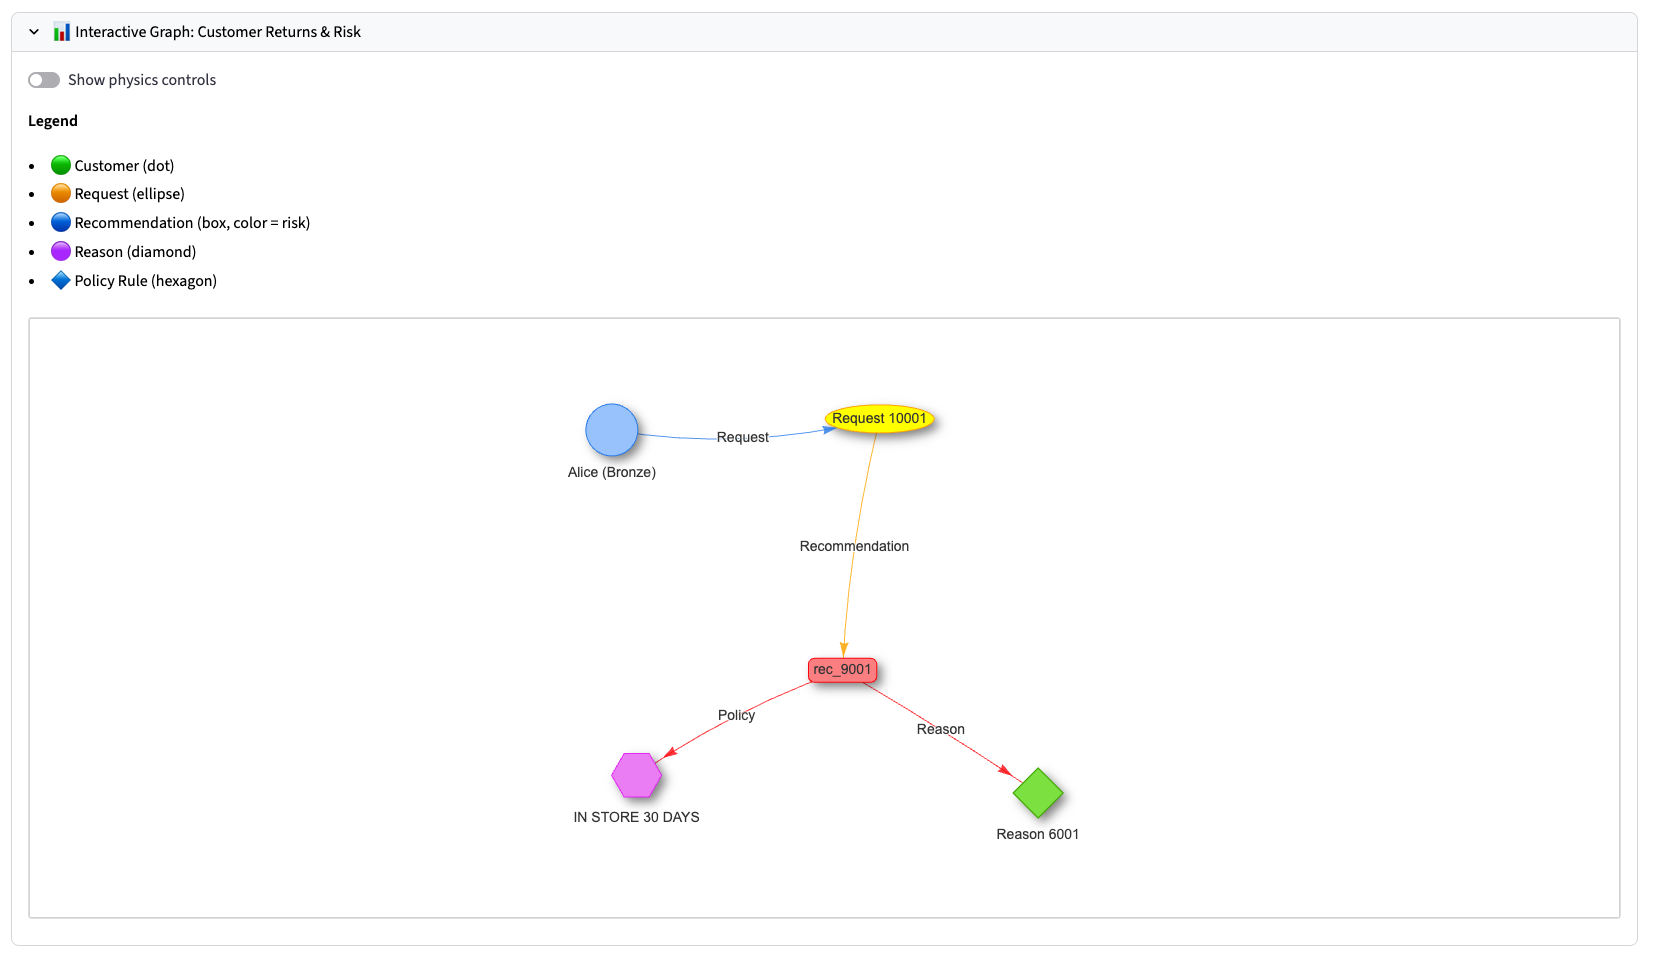 Interactive Graph: Customer Returns & Risk
Show physics controls
Legend
Customer (dot)
Request (ellipse)
Recommendation (box, color = risk)
Reason (diamond)
Policy Rule (hexagon)
Request 10001
Request
Alice (Bronze)
Recommendation
rec_9001
Policy
Reason
IN STORE 30 DAYS
Reason 6001